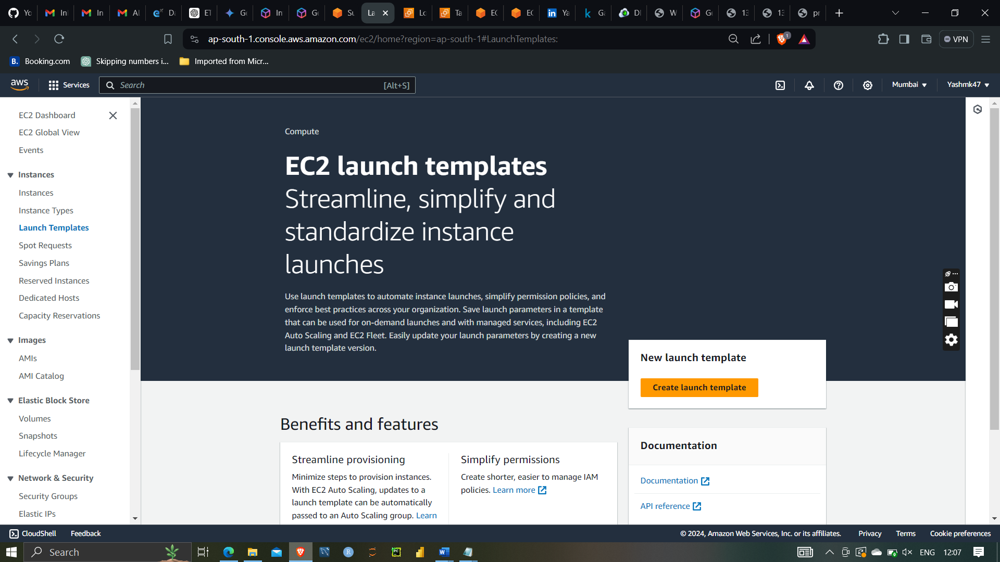 Yo
In
In
Al
Da
ET
Ge
In
Ge
Su
La
Lo
Ta
EC
EC
Ya
Ga
DI
W
Ge
13
13
pr
ap-south-1.console.aws.amazon.com/ec2/home?region=ap-south-1#LaunchTemplates:
1
VPN
B. Booking.com
Skipping numbers i...
Imported from Micr...
aws
Services
Search
[Alt+S]
Mumbai
Yashmk47
EC2 Dashboard
EC2 Global View
Events
Instances
Instances
Instance Types
Launch Templates
Spot Requests
Savings Plans
Reserved Instances
Dedicated Hosts
Capacity Reservations
Images
AMIs
AMI Catalog
Elastic Block Store
Volumes
Snapshots
Lifecycle Manager
Network & Security
Security Groups
Elastic IPs
Compute
EC2 launch templates
Streamline, simplify and
standardize instance
launches
Use launch templates to automate instance launches, simplify permission policies, and
enforce best practices across your organization. Save launch parameters in a template
that can be used for on-demand launches and with managed services, including EC2
Auto Scaling and EC2 Fleet. Easily update your launch parameters by creating a new
launch template version.
New launch template
Create launch template
Benefits and features
Streamline provisioning
Minimize steps to provision instances.
With EC2 Auto Scaling, updates to a
launch template can be automatically
passed to an Auto Scaling group. Learn
Simplify permissions
Create shorter, easier to manage IAM
policies. Learn more
Documentation
Documentation
API reference
CloudShell
Feedback
© 2024, Amazon Web Services, Inc. or its affiliates.
Privacy
Terms
Cookie preferences
Search
ENG
12:07